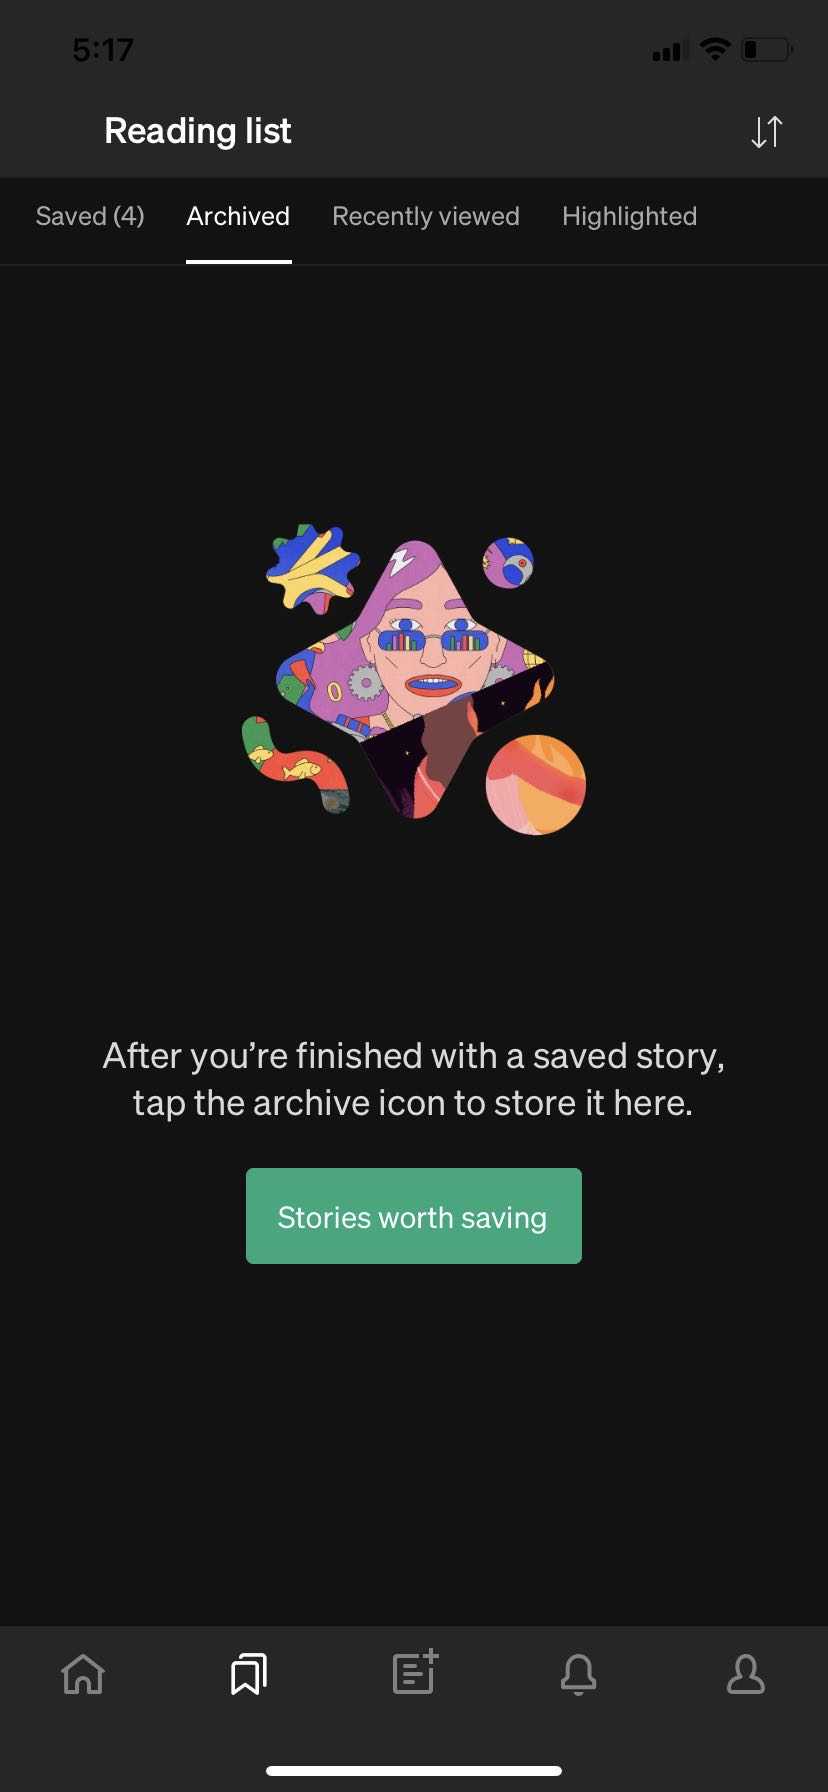 5:17
Reading list
Saved (4) Archived Recently viewed Highlighted
After you’re finished with a saved story,
tap the archive icon to store it here.
Stories worth saving